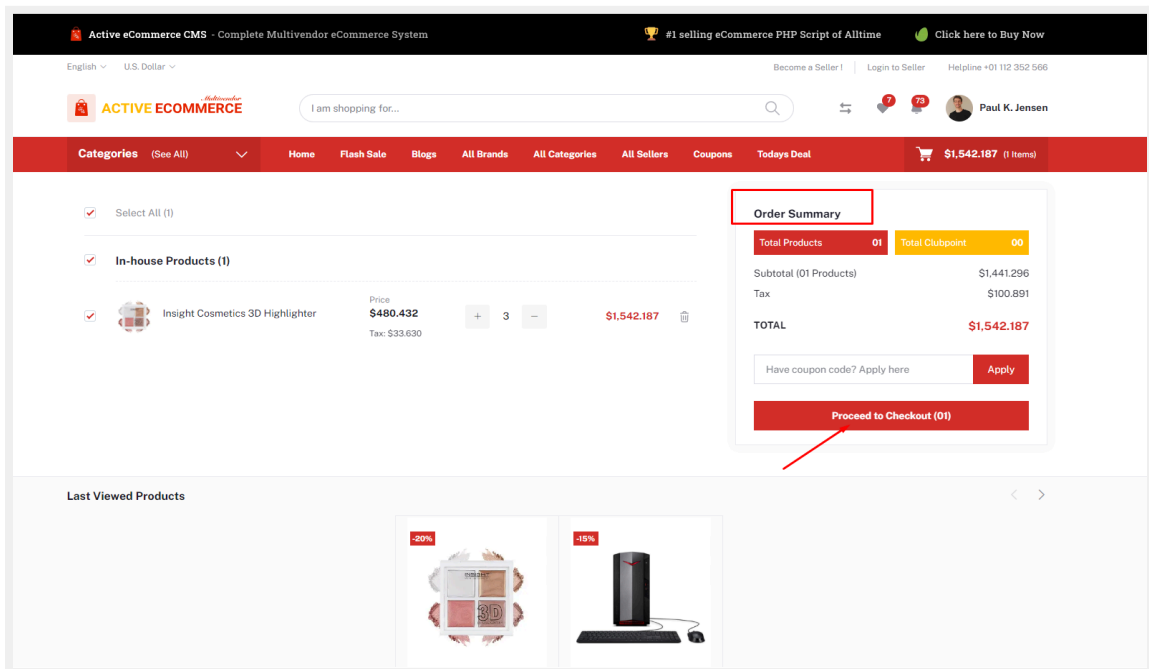 Active eCommerce CMS - Complete Multivendor eCommerce System
#1 selling eCommerce PHP Script of Alltime
Click here to Buy Now
English
U.S. Dollar
Become a Seller !
Login to Seller
Helpline +01 112 352 566
Multivendor
ACTIVE ECOMMERCE
I am shopping for...
7
73
Paul K. Jensen
Categories (See All)
Home
Flash Sale
Blogs
All Brands
All Categories
All Sellers
Coupons
Todays Deal
$1,542.187 (1 Items)
Select All (1)
In-house Products (1)
Insight Cosmetics 3D Highlighter
Price
$480.432
Tax: $33.630
+ 3 −
$1,542.187
Order Summary
Total Products 01
Total Clubpoint 00
Subtotal (01 Products) $1,441.296
Tax $100.891
TOTAL $1,542.187
Have coupon code? Apply here
Apply
Proceed to Checkout (01)
Last Viewed Products
-20%
INSIGHT
3D
-15%